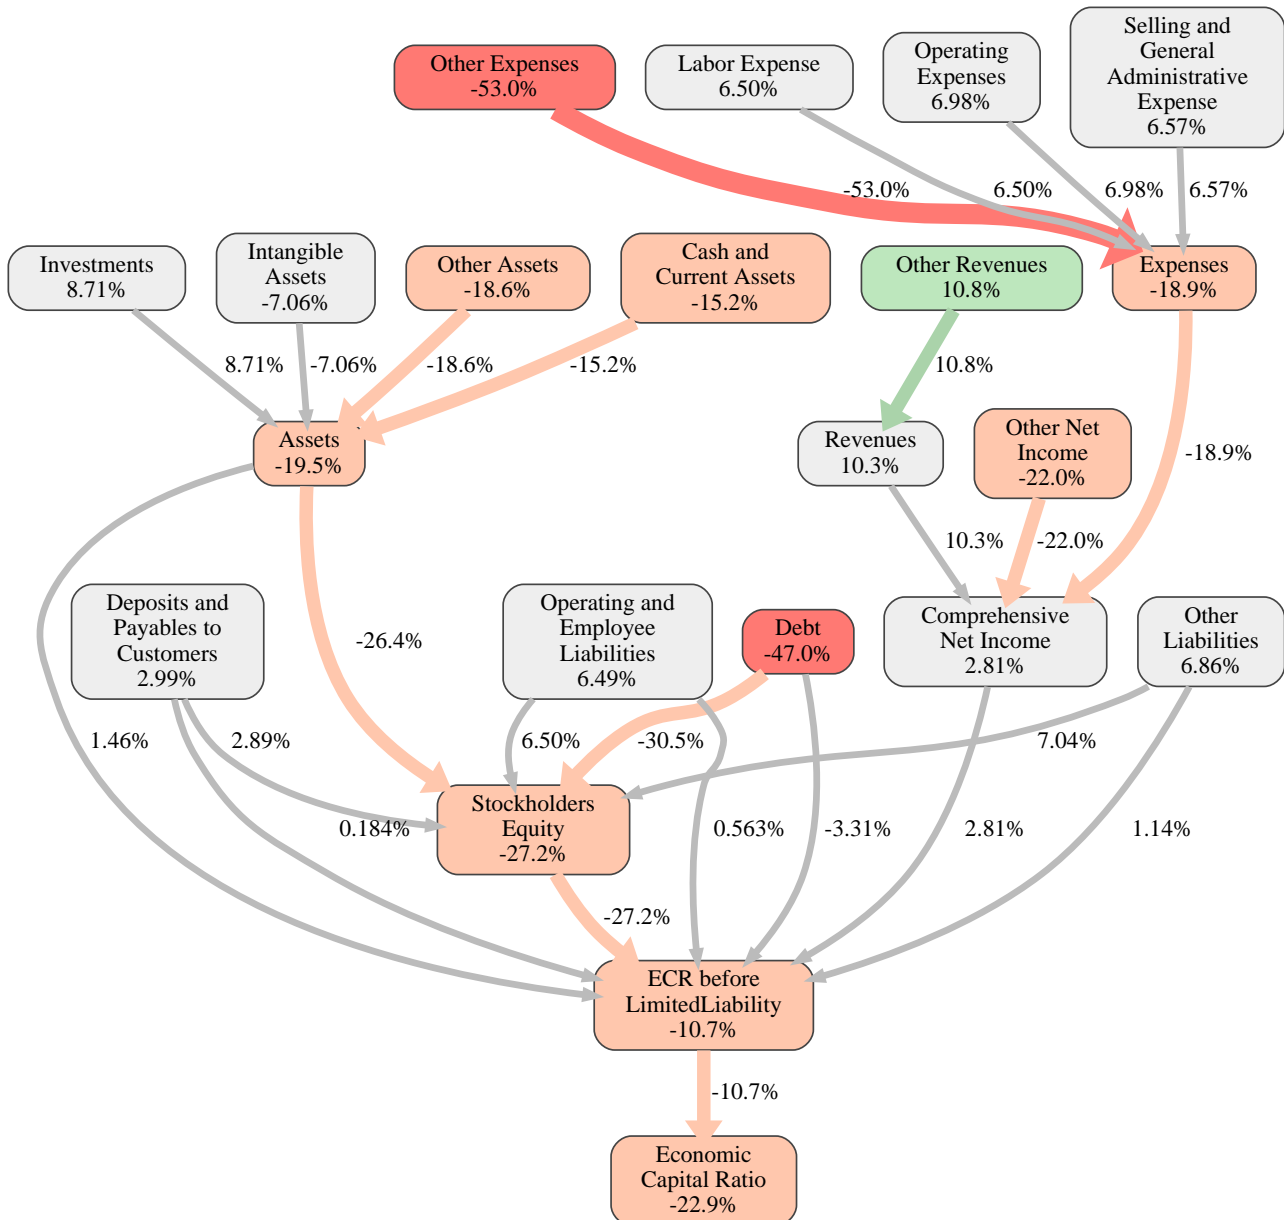 Other Expenses
-53.0%
Labor Expense
6.50%
Operating
Expenses
6.98%
Selling and
General
Administrative
Expense
6.57%
-53.0%
6.50%
6.98%
6.57%
Investments
8.71%
Intangible
Assets
-7.06%
Other Assets
-18.6%
Cash and
Current Assets
-15.2%
Other Revenues
10.8%
Expenses
-18.9%
8.71%
-7.06%
-18.6%
-15.2%
10.8%
Assets
-19.5%
Revenues
10.3%
Other Net
Income
-22.0%
-18.9%
10.3%
-22.0%
Deposits and
Payables to
Customers
2.99%
-26.4%
Operating and
Employee
Liabilities
6.49%
Debt
-47.0%
Comprehensive
Net Income
2.81%
Other
Liabilities
6.86%
1.46%
2.89%
6.50%
-30.5%
7.04%
Stockholders
Equity
-27.2%
0.184%
0.563%
-3.31%
2.81%
1.14%
-27.2%
ECR before
LimitedLiability
-10.7%
-10.7%
Economic
Capital Ratio
-22.9%